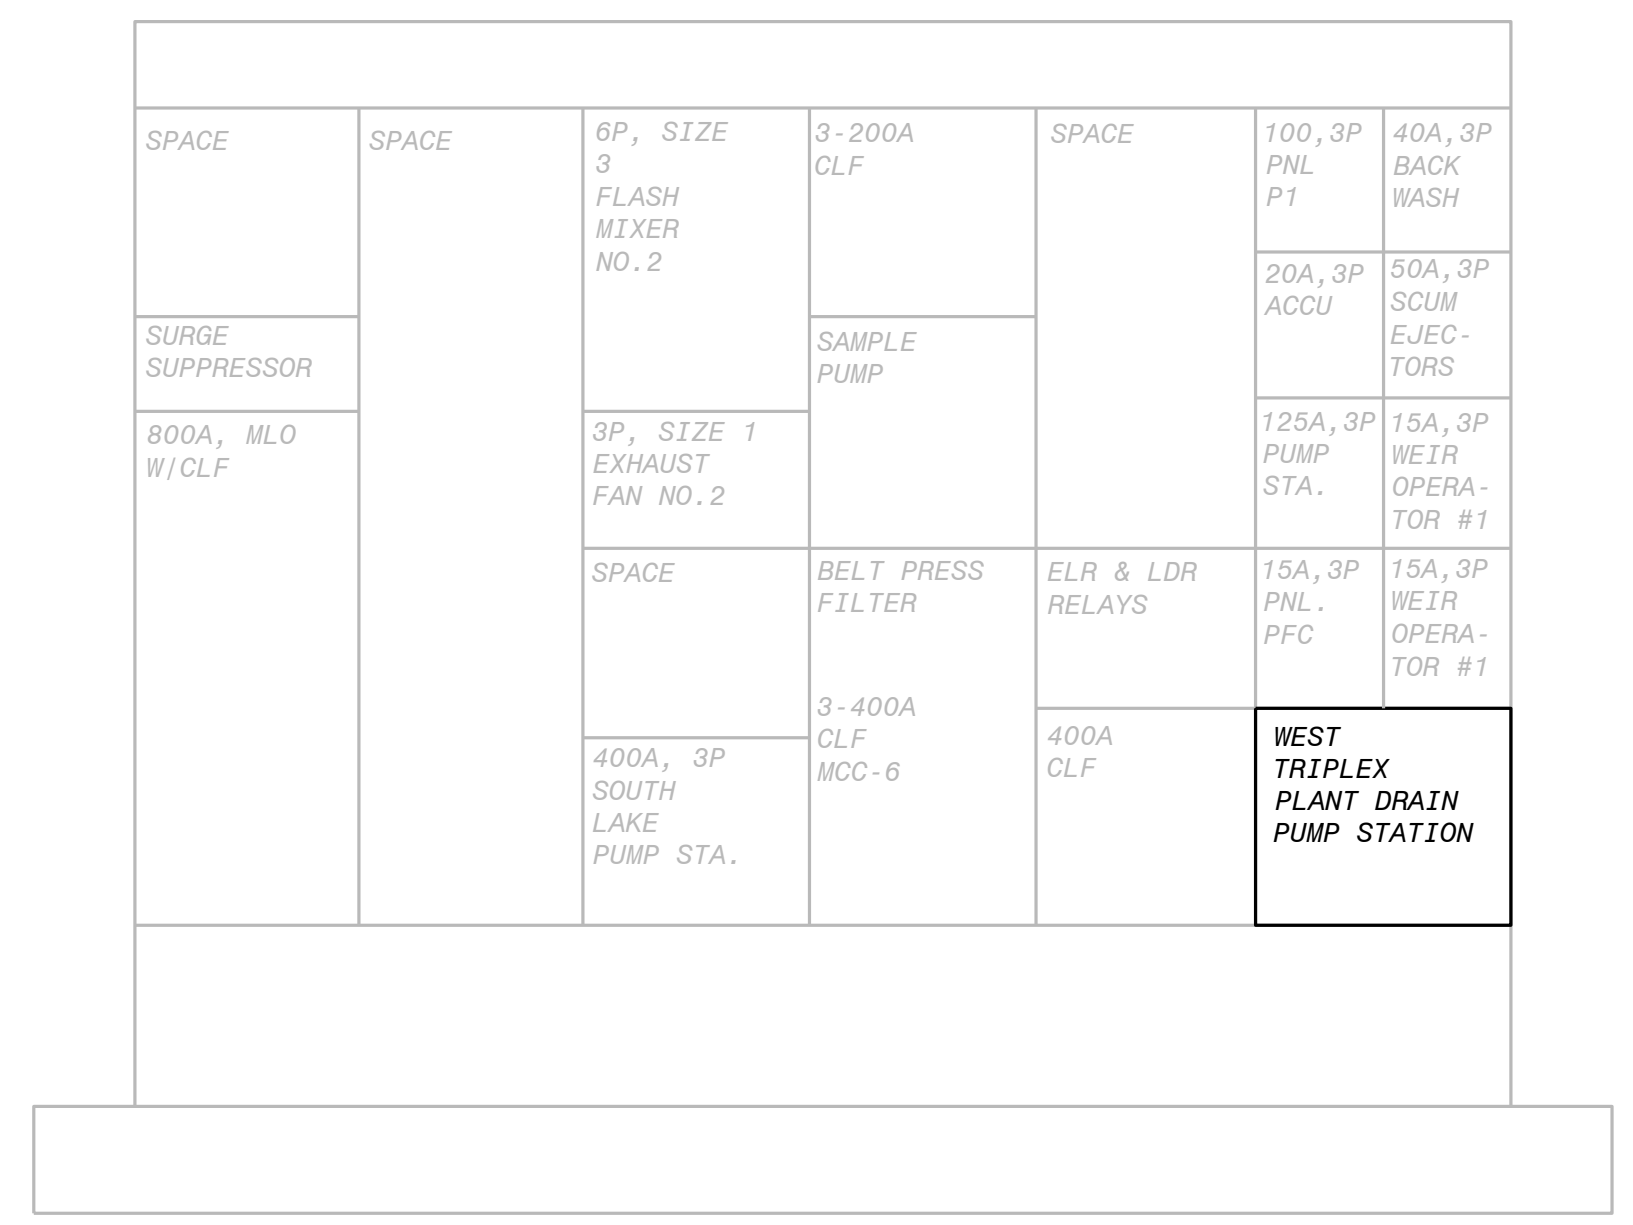 SPACE
SURGE
SUPPRESSOR
800A, MLO
W/CLF
SPACE
6P, SIZE
3
FLASH
MIXER
NO.2
3P, SIZE 1
EXHAUST
FAN NO.2
SPACE
400A, 3P
SOUTH
LAKE
PUMP STA.
3-200A
CLF
SAMPLE
PUMP
BELT PRESS
FILTER
3-400A
CLF
MCC-6
SPACE
ELR & LDR
RELAYS
400A
CLF
100,3P
PNL
P1
20A,3P
ACCU
125A,3P
PUMP
STA.
15A,3P
PNL.
PFC
40A,3P
BACK
WASH
50A,3P
SCUM
EJEC-
TORS
15A,3P
WEIR
OPERA-
TOR #1
15A,3P
WEIR
OPERA-
TOR #1
WEST
TRIPLEX
PLANT DRAIN
PUMP STATION